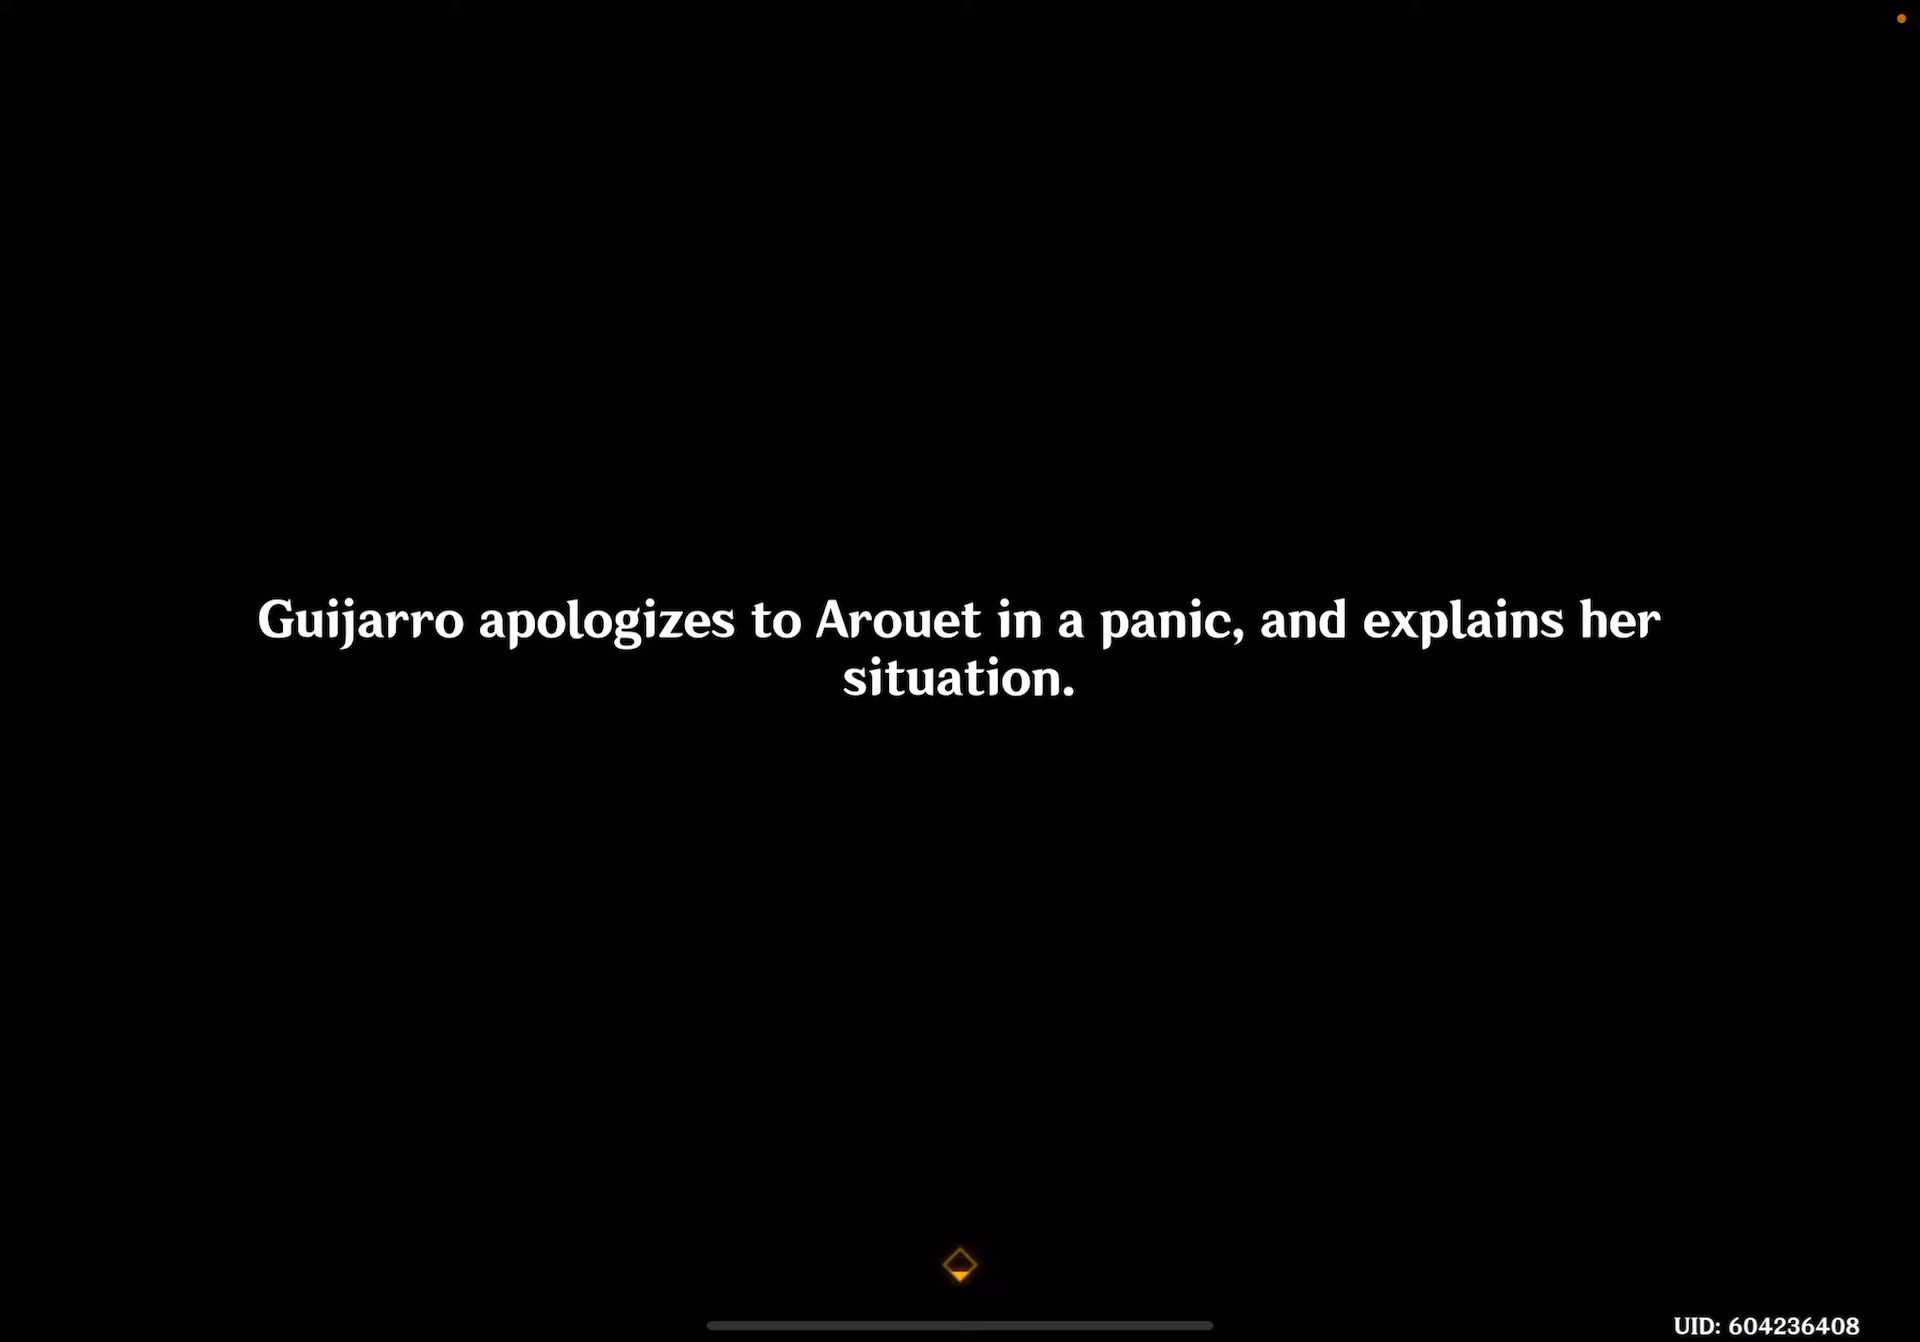 Guijarro apologizes to Arouet in a panic, and explains her
situation.
UID: 604236408